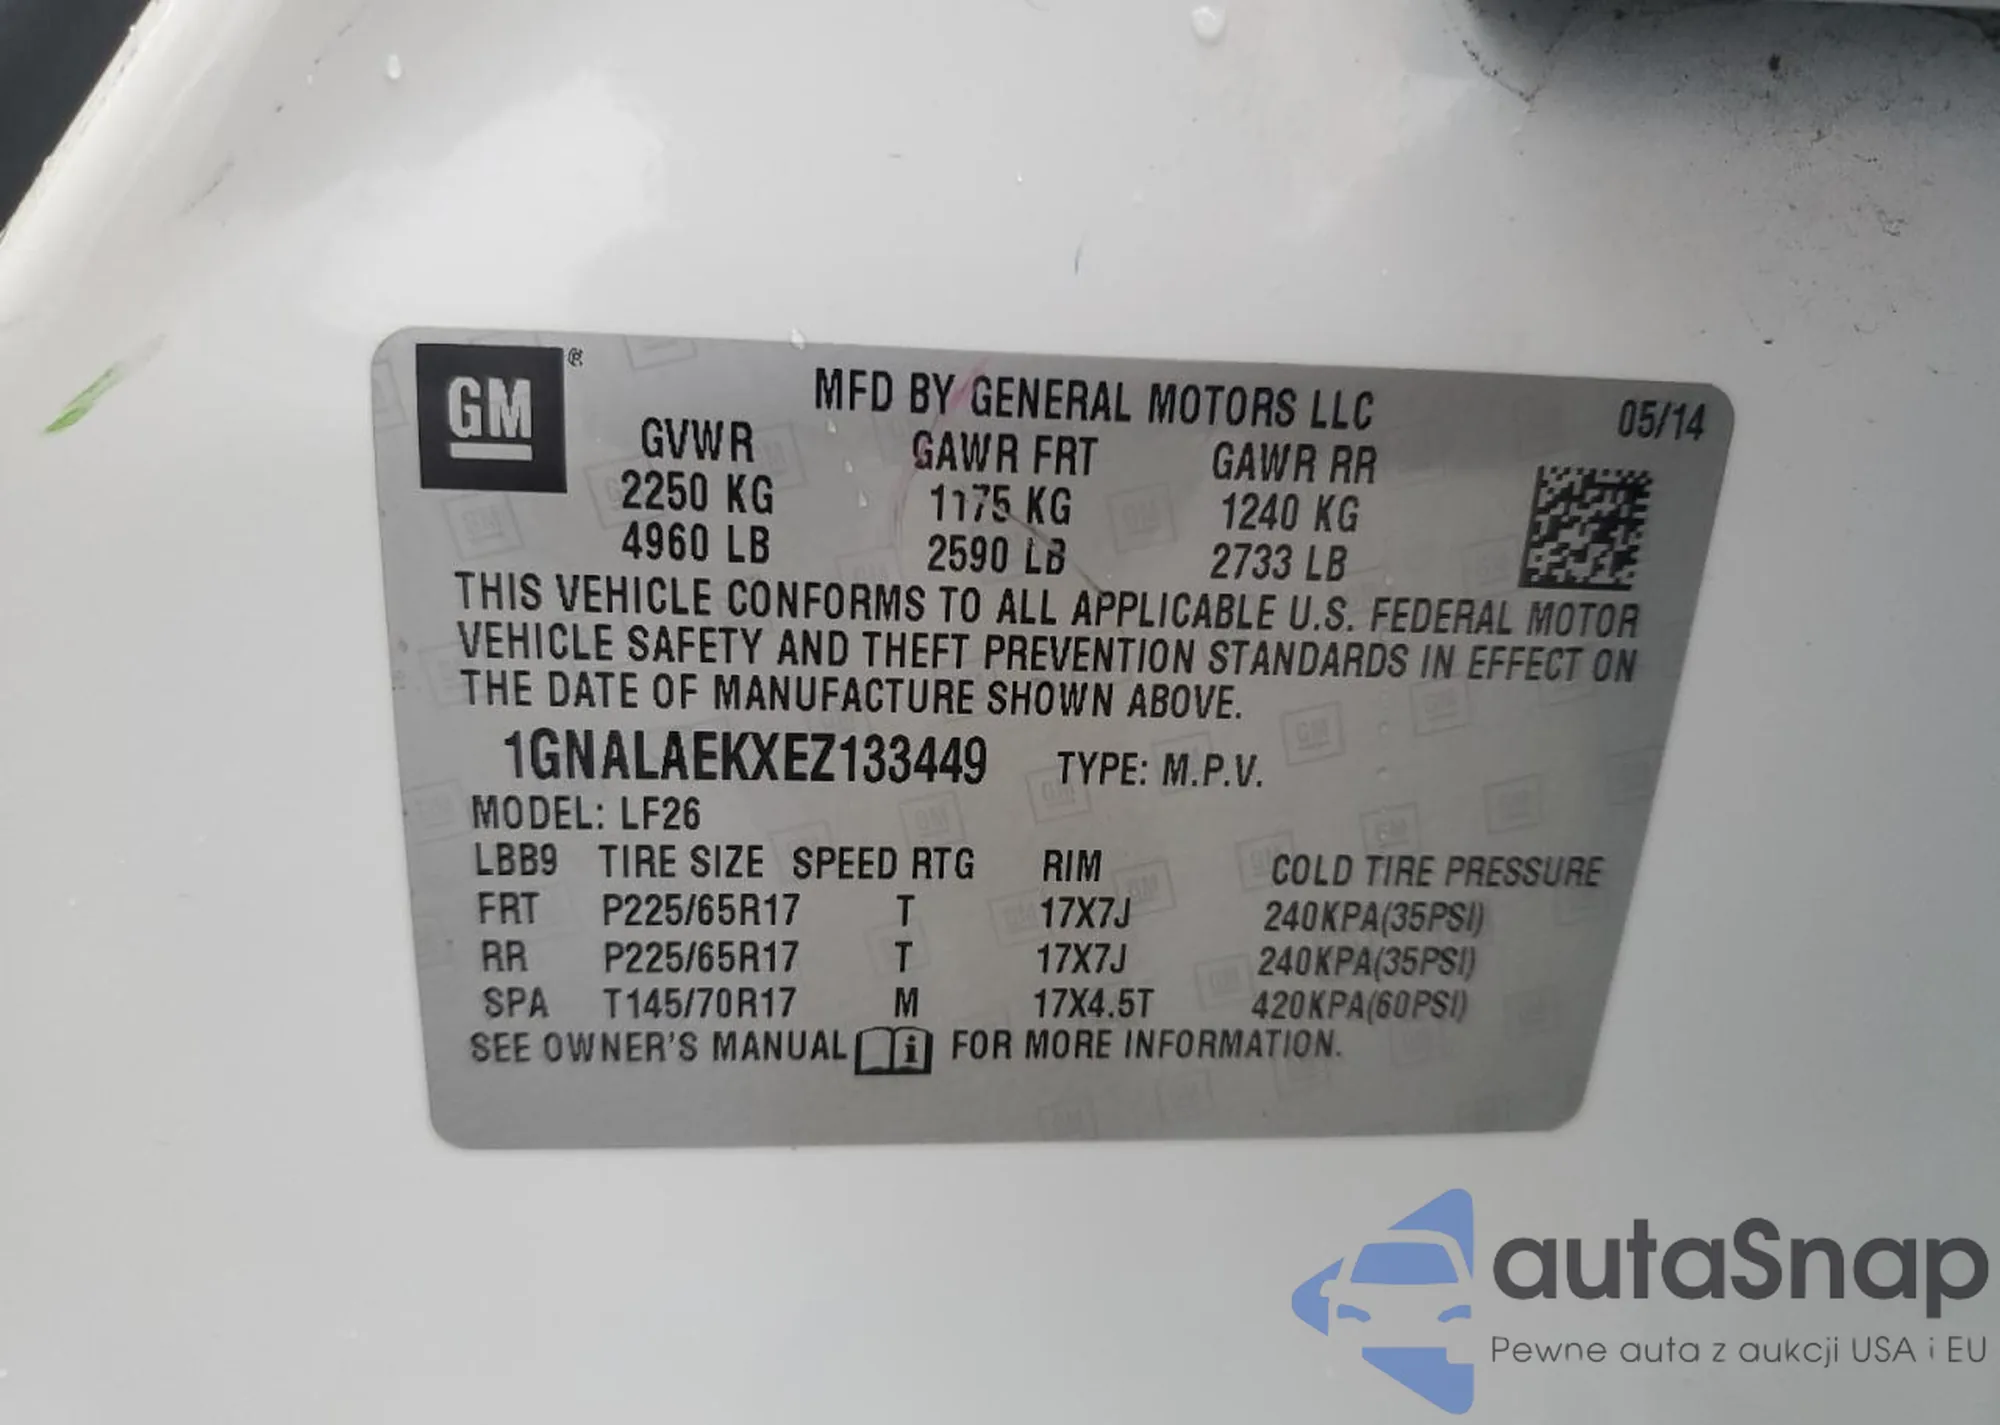 GM®
MFD BY GENERAL MOTORS LLC 05/14
GVWR GAWR FRT GAWR RR
2250 KG 1175 KG 1240 KG
4960 LB 2590 LB 2733 LB
THIS VEHICLE CONFORMS TO ALL APPLICABLE U.S. FEDERAL MOTOR
VEHICLE SAFETY AND THEFT PREVENTION STANDARDS IN EFFECT ON
THE DATE OF MANUFACTURE SHOWN ABOVE.
1GNALAEKXEZ133449 TYPE: M.P.V.
MODEL: LF26
LBB9 TIRE SIZE SPEED RTG RIM COLD TIRE PRESSURE
FRT P225/65R17 T 17X7J 240KPA(35PSI)
RR P225/65R17 T 17X7J 240KPA(35PSI)
SPA T145/70R17 M 17X4.5T 420KPA(60PSI)
SEE OWNER'S MANUAL i FOR MORE INFORMATION.
autaSnap
Pewne auta z aukcji USA i EU